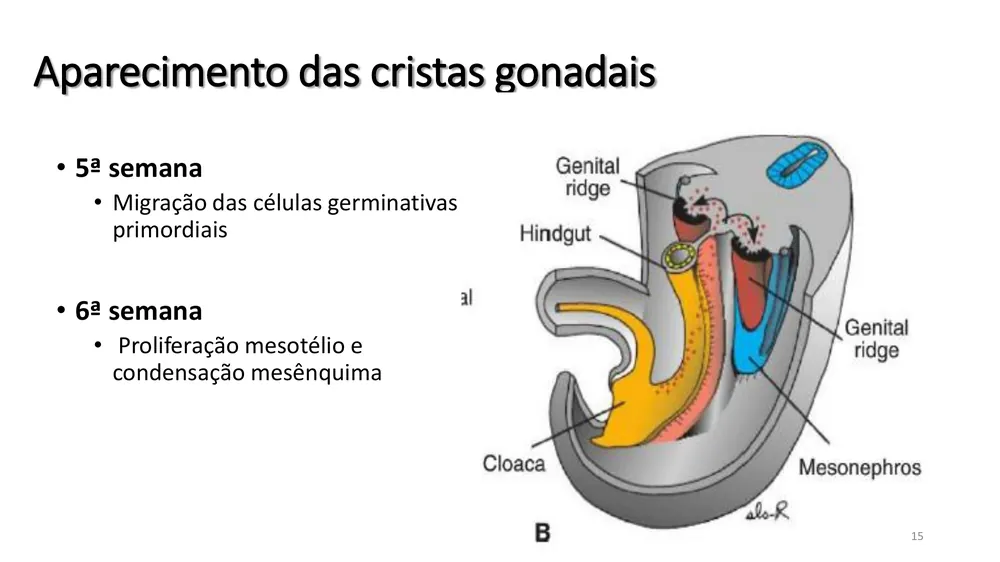 Aparecimento das cristas gonadais
• 5ª semana
• Migração das células germinativas
primordiais
• 6ª semana
• Proliferação mesotélio e
condensação mesênquima
Genital
ridge
Hindgut
al
Genital
ridge
Cloaca
Mesonephros
B
15